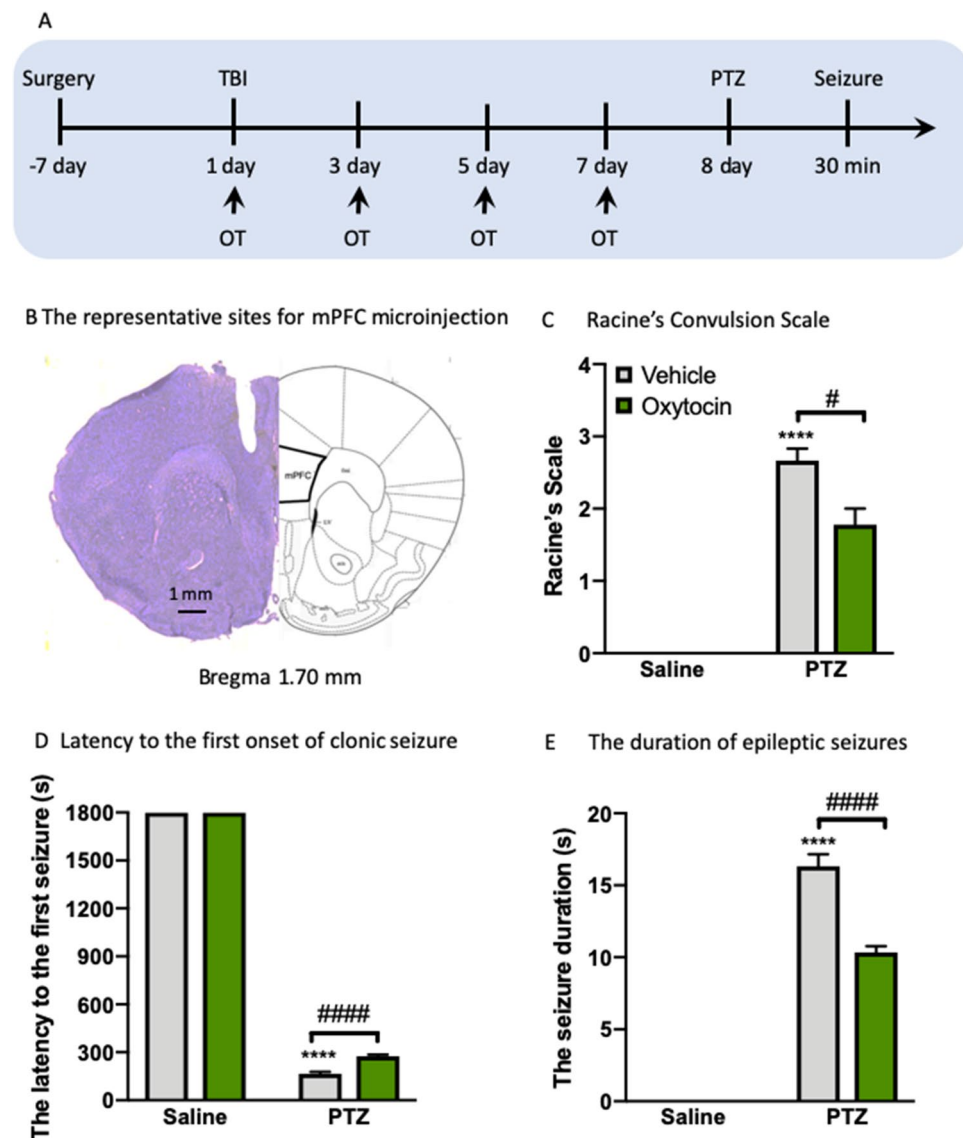 A
Surgery TBI PTZ Seizure
-7 day 1 day 3 day 5 day 7 day 8 day 30 min
OT OT OT OT
B The representative sites for mPFC microinjection
mPFC
1 mm
Bregma 1.70 mm
C Racine's Convulsion Scale
Vehicle
Oxytocin
#
****
Racine's Scale
4
3
2
1
0
Saline PTZ
D Latency to the first onset of clonic seizure
The latency to the first seizure (s)
1800
1500
1200
900
600
300
0
####
****
Saline PTZ
E The duration of epileptic seizures
The seizure duration (s)
20
15
10
5
0
####
****
Saline PTZ